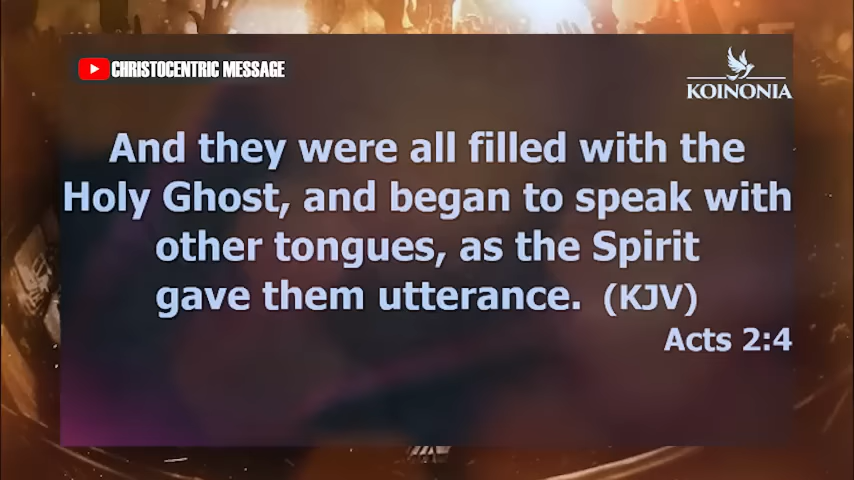 CHRISTOCENTRIC MESSAGE
KOINONIA
And they were all filled with the
Holy Ghost, and began to speak with
other tongues, as the Spirit
gave them utterance. (KJV)
Acts 2:4